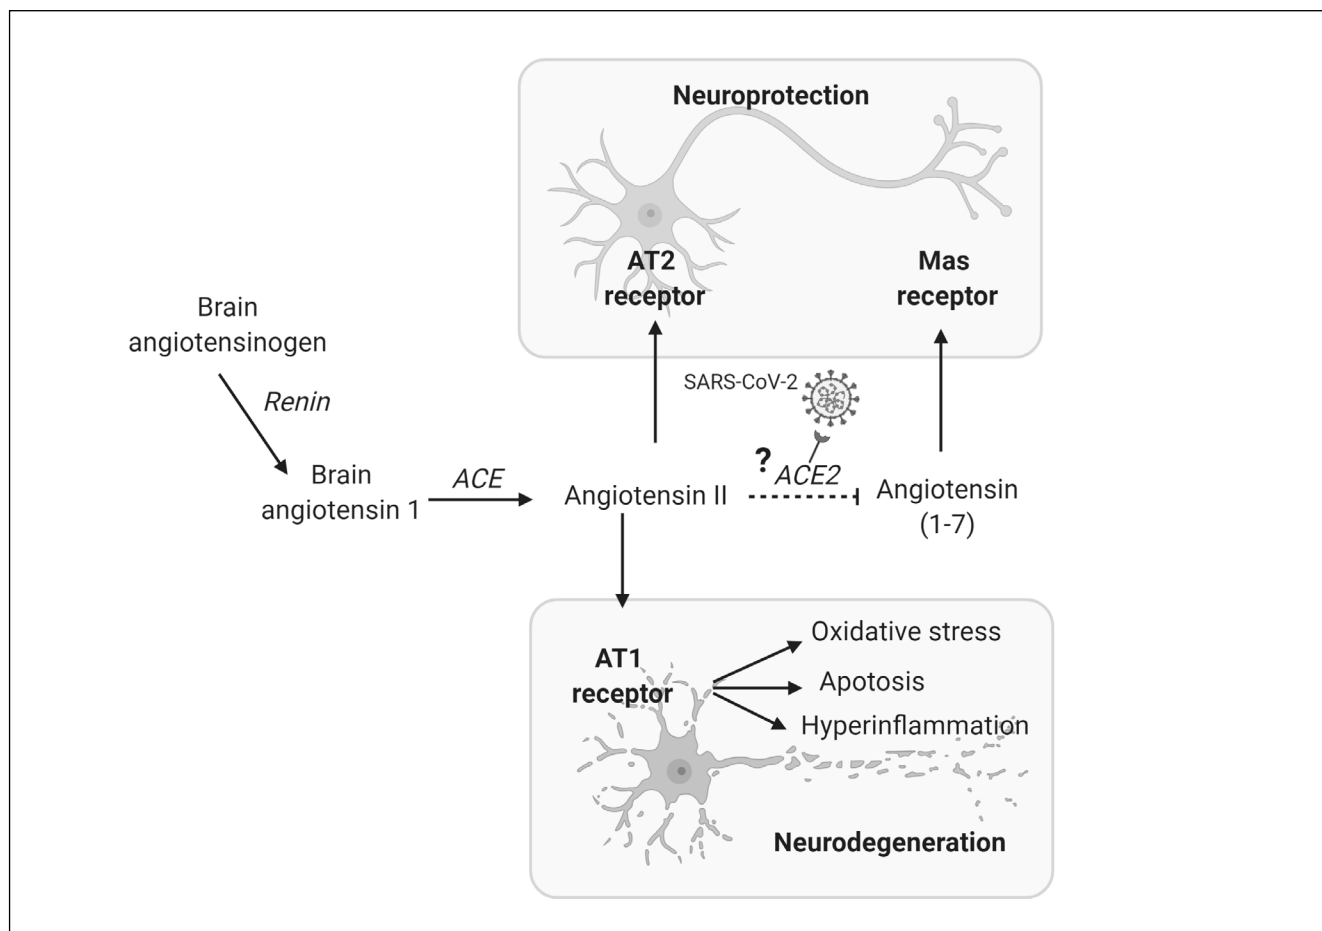 Neuroprotection
AT2
receptor
Mas
receptor
Brain
angiotensinogen
Renin
SARS-CoV-2
Brain
angiotensin 1
ACE
Angiotensin II
?
ACE2
Angiotensin
(1-7)
AT1
receptor
Oxidative stress
Apotosis
Hyperinflammation
Neurodegeneration